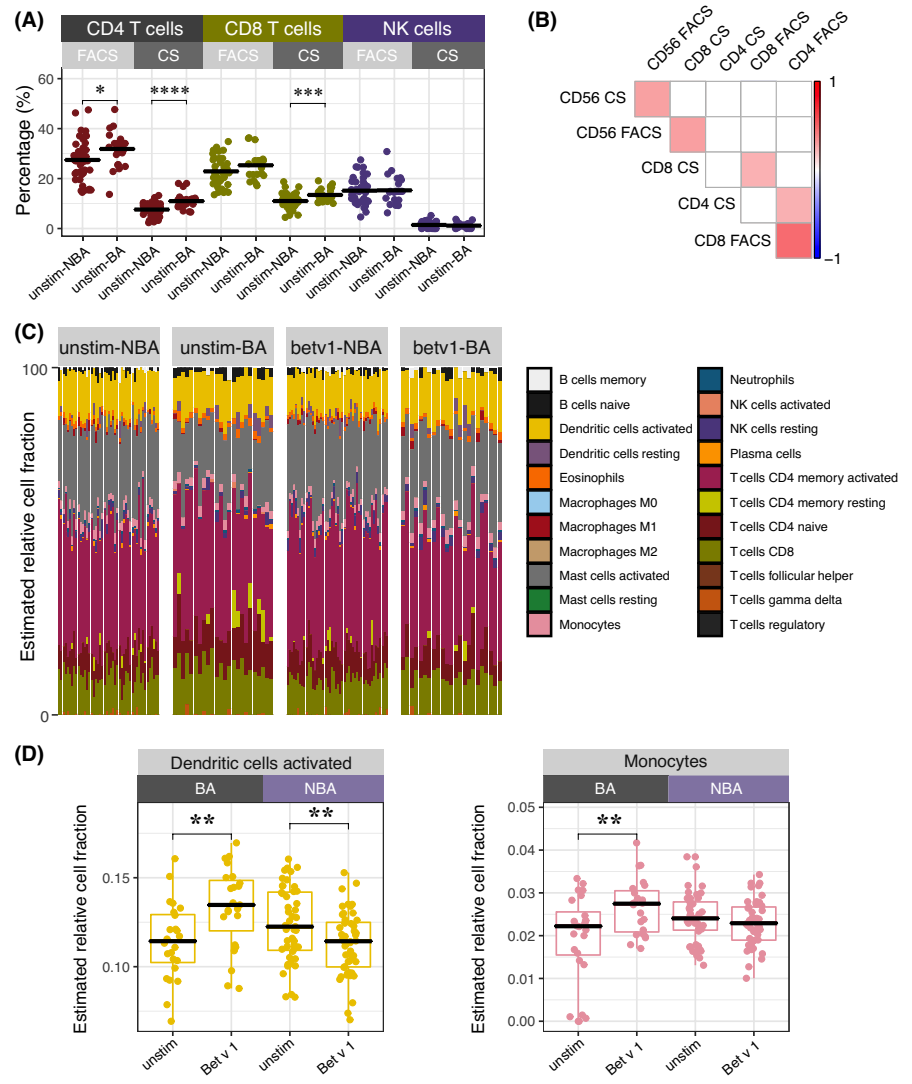 (A)
CD4 T cells CD8 T cells NK cells
FACS CS FACS CS FACS CS
Percentage (%)
60
40
20
0
* **** ***
unstim-NBA unstim-BA unstim-NBA unstim-BA unstim-NBA unstim-BA unstim-NBA unstim-BA unstim-NBA unstim-BA unstim-NBA unstim-BA
(B)
CD56 FACS CD8 CS CD4 CS CD8 FACS CD4 FACS
CD56 CS
CD56 FACS
CD8 CS
CD4 CS
CD8 FACS
1
−1
(C)
unstim-NBA unstim-BA betv1-NBA betv1-BA
Estimated relative cell fraction
100
0
B cells memory
B cells naive
Dendritic cells activated
Dendritic cells resting
Eosinophils
Macrophages M0
Macrophages M1
Macrophages M2
Mast cells activated
Mast cells resting
Monocytes
Neutrophils
NK cells activated
NK cells resting
Plasma cells
T cells CD4 memory activated
T cells CD4 memory resting
T cells CD4 naive
T cells CD8
T cells follicular helper
T cells gamma delta
T cells regulatory
(D)
Dendritic cells activated
BA NBA
Estimated relative cell fraction
0.15
0.10
** **
unstim Bet v 1 unstim Bet v 1
Monocytes
BA NBA
Estimated relative cell fraction
0.05
0.04
0.03
0.02
0.01
0.00
**
unstim Bet v 1 unstim Bet v 1